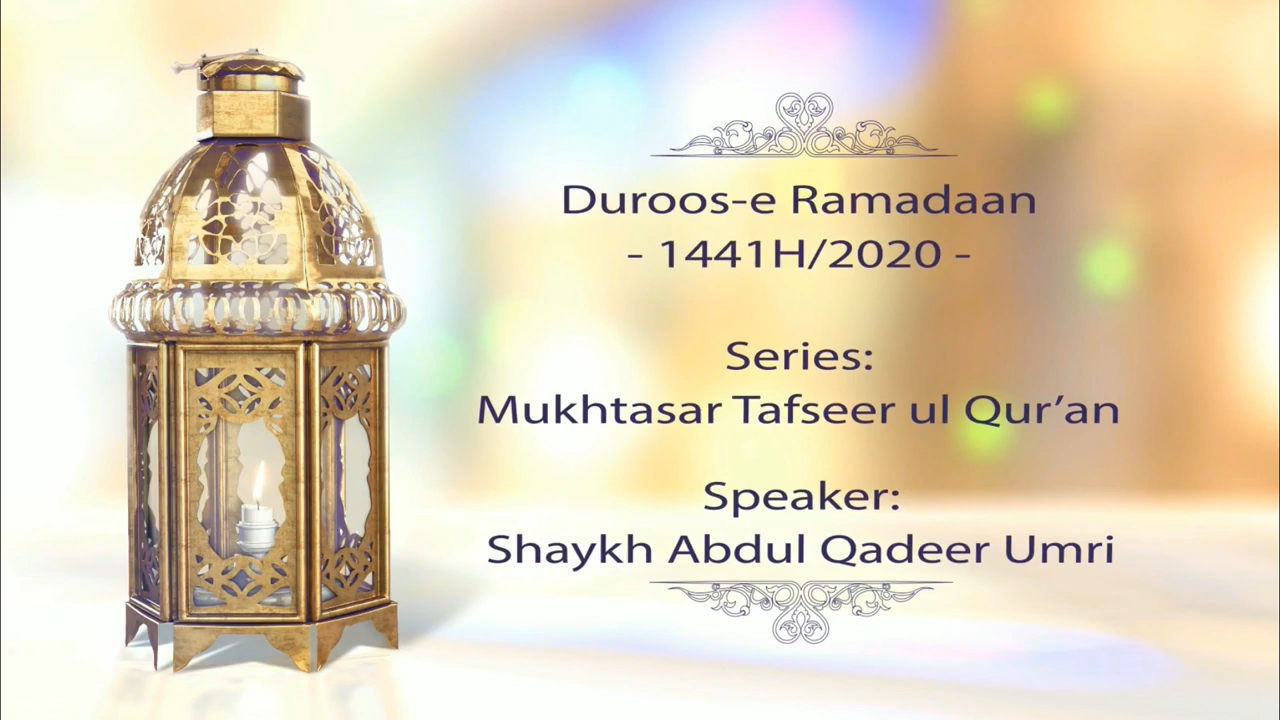 Duroos-e Ramadaan
- 1441H/2020 -
Series:
Mukhtasar Tafseer ul Qur’an
Speaker:
Shaykh Abdul Qadeer Umri